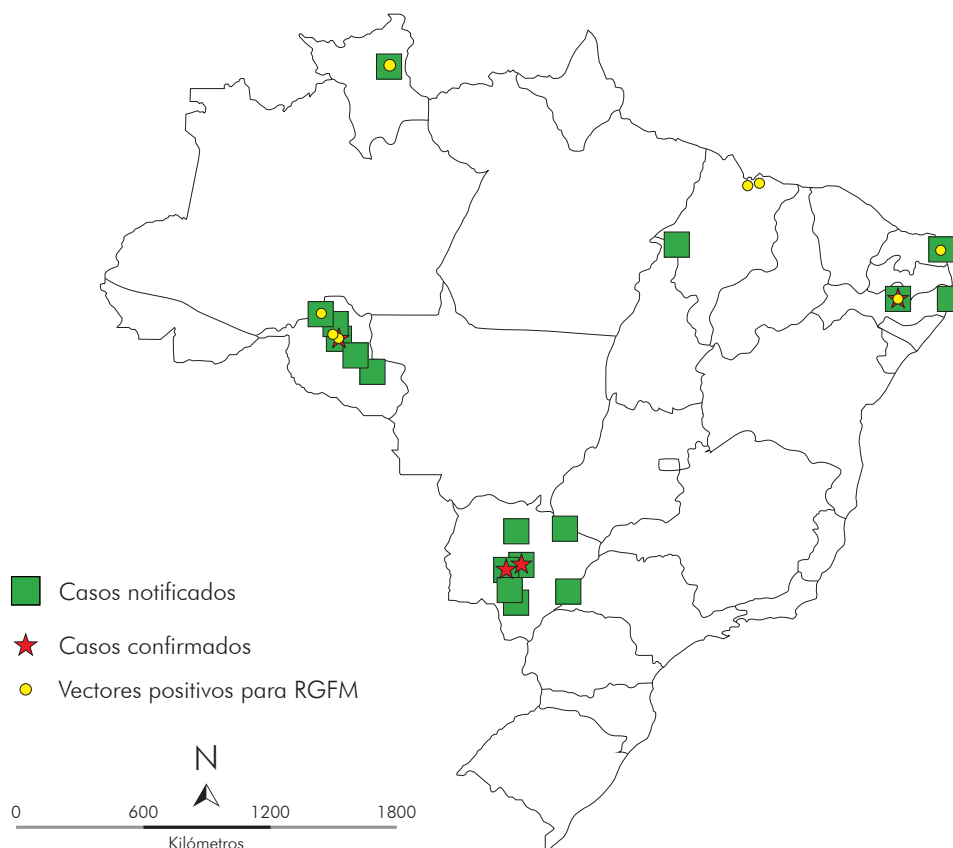 Casos notificados
Casos confirmados
Vectores positivos para RGFM
N
0 600 1200 1800
Kilómetros